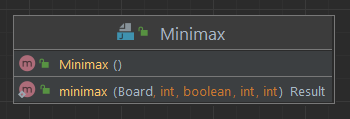 Minimax
m Minimax ()
m minimax (Board, int, boolean, int, int) Result